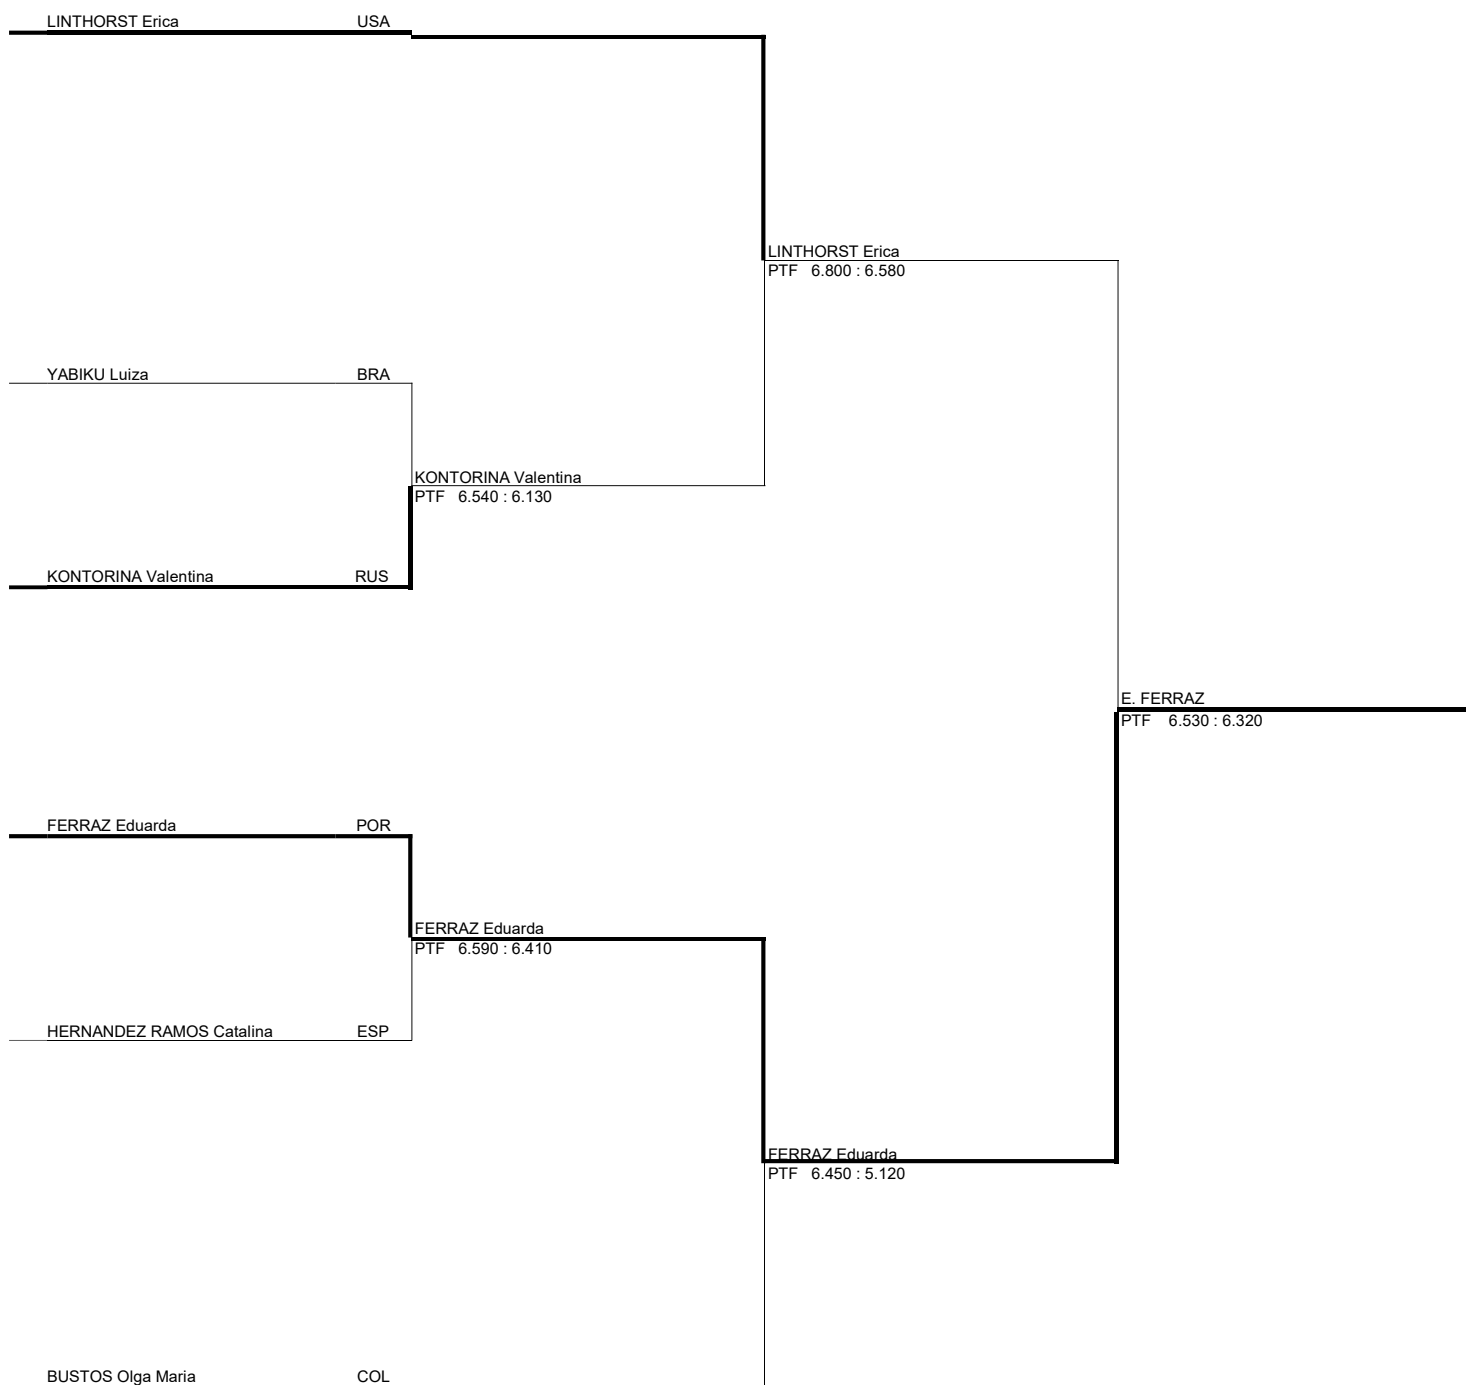 LINTHORST Erica USA
LINTHORST Erica
PTF 6.800 : 6.580
YABIKU Luiza BRA
KONTORINA Valentina
PTF 6.540 : 6.130
KONTORINA Valentina RUS
E. FERRAZ
PTF 6.530 : 6.320
FERRAZ Eduarda POR
FERRAZ Eduarda
PTF 6.590 : 6.410
HERNANDEZ RAMOS Catalina ESP
FERRAZ Eduarda
PTF 6.450 : 5.120
BUSTOS Olga Maria COL